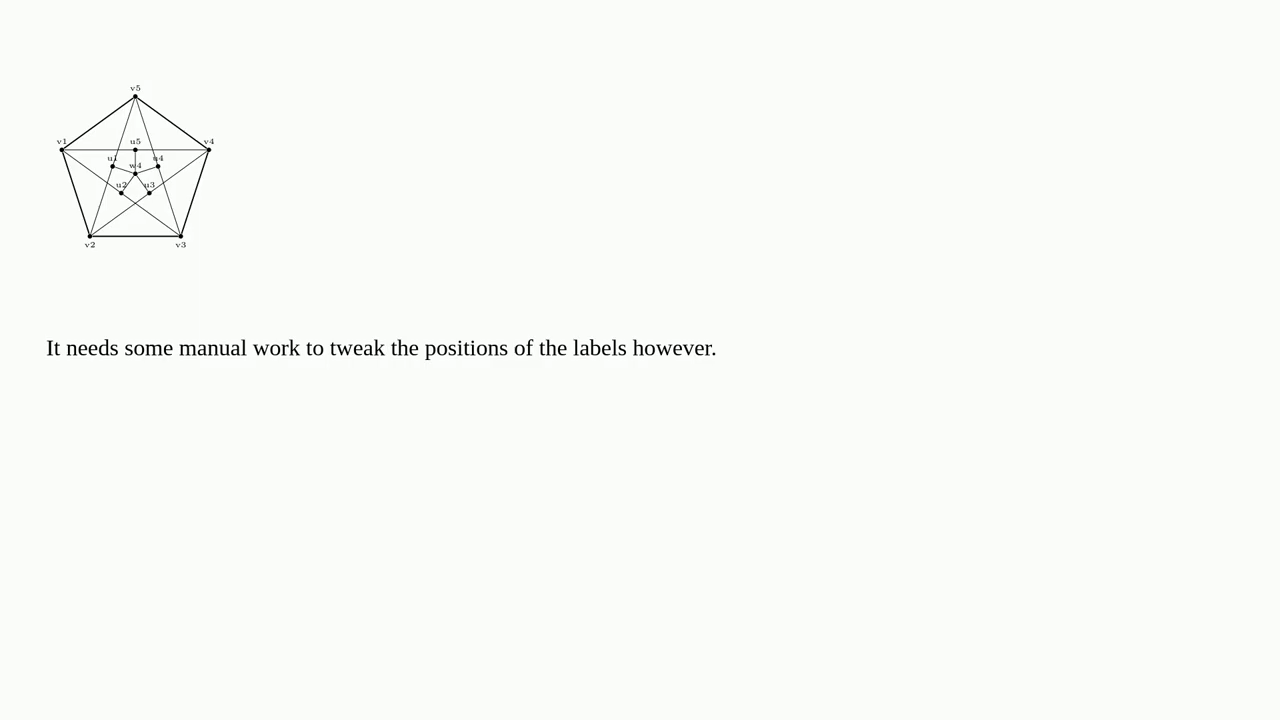 v5
v1
u5
v4
u1
u4
w4
u2
u3
v2
v3
It needs some manual work to tweak the positions of the labels however.